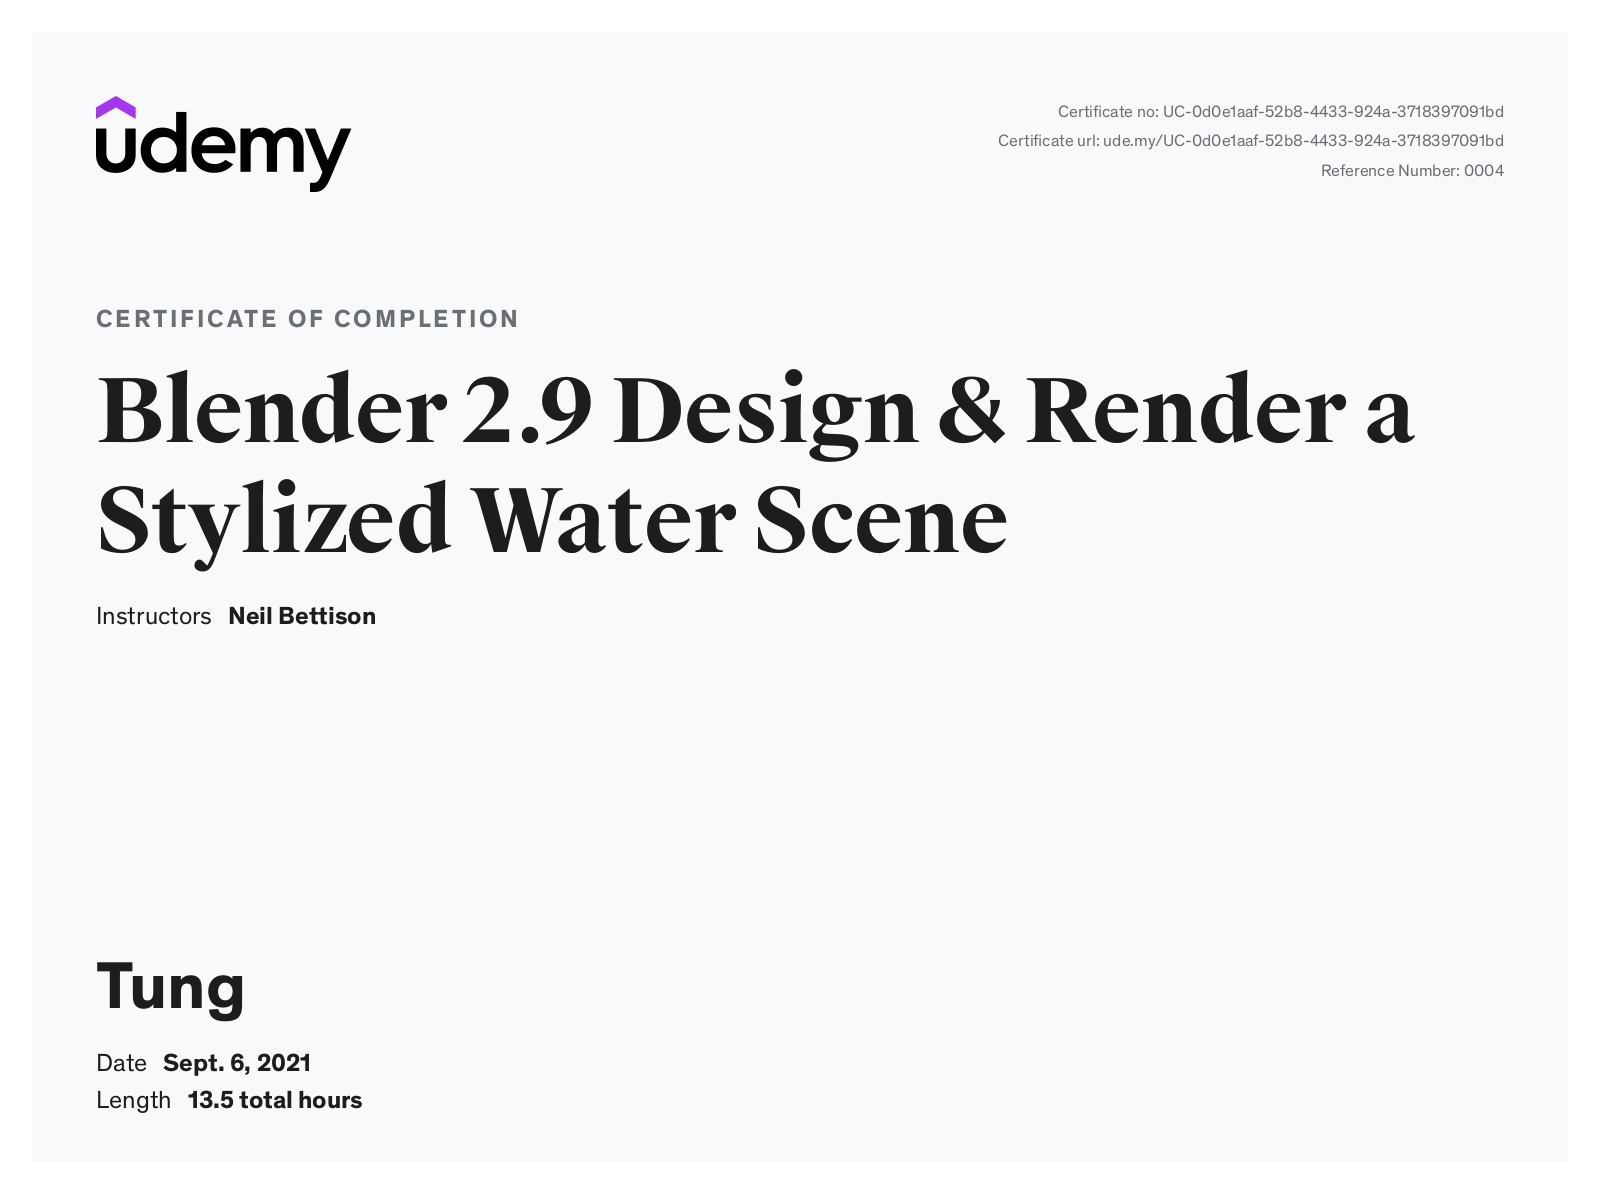 udemy
Certificate no: UC-0d0e1aaf-52b8-4433-924a-3718397091bd
Certificate url: ude.my/UC-0d0e1aaf-52b8-4433-924a-3718397091bd
Reference Number: 0004
CERTIFICATE OF COMPLETION
Blender 2.9 Design & Render a
Stylized Water Scene
Instructors Neil Bettison
Tung
Date Sept. 6, 2021
Length 13.5 total hours